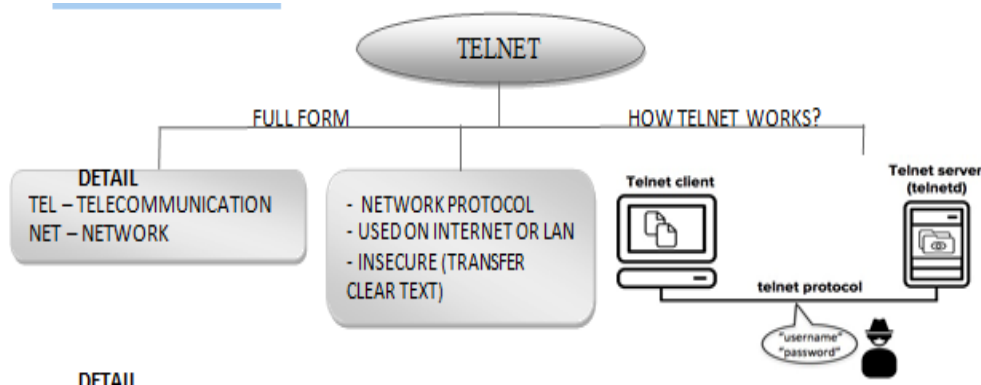 TELNET
FULL FORM
HOW TELNET WORKS?
DETAIL
TEL – TELECOMMUNICATION
NET – NETWORK
- NETWORK PROTOCOL
- USED ON INTERNET OR LAN
- INSECURE (TRANSFER
CLEAR TEXT)
Telnet client
Telnet server
(telnetd)
telnet protocol
"username"
"password"
DETAIL